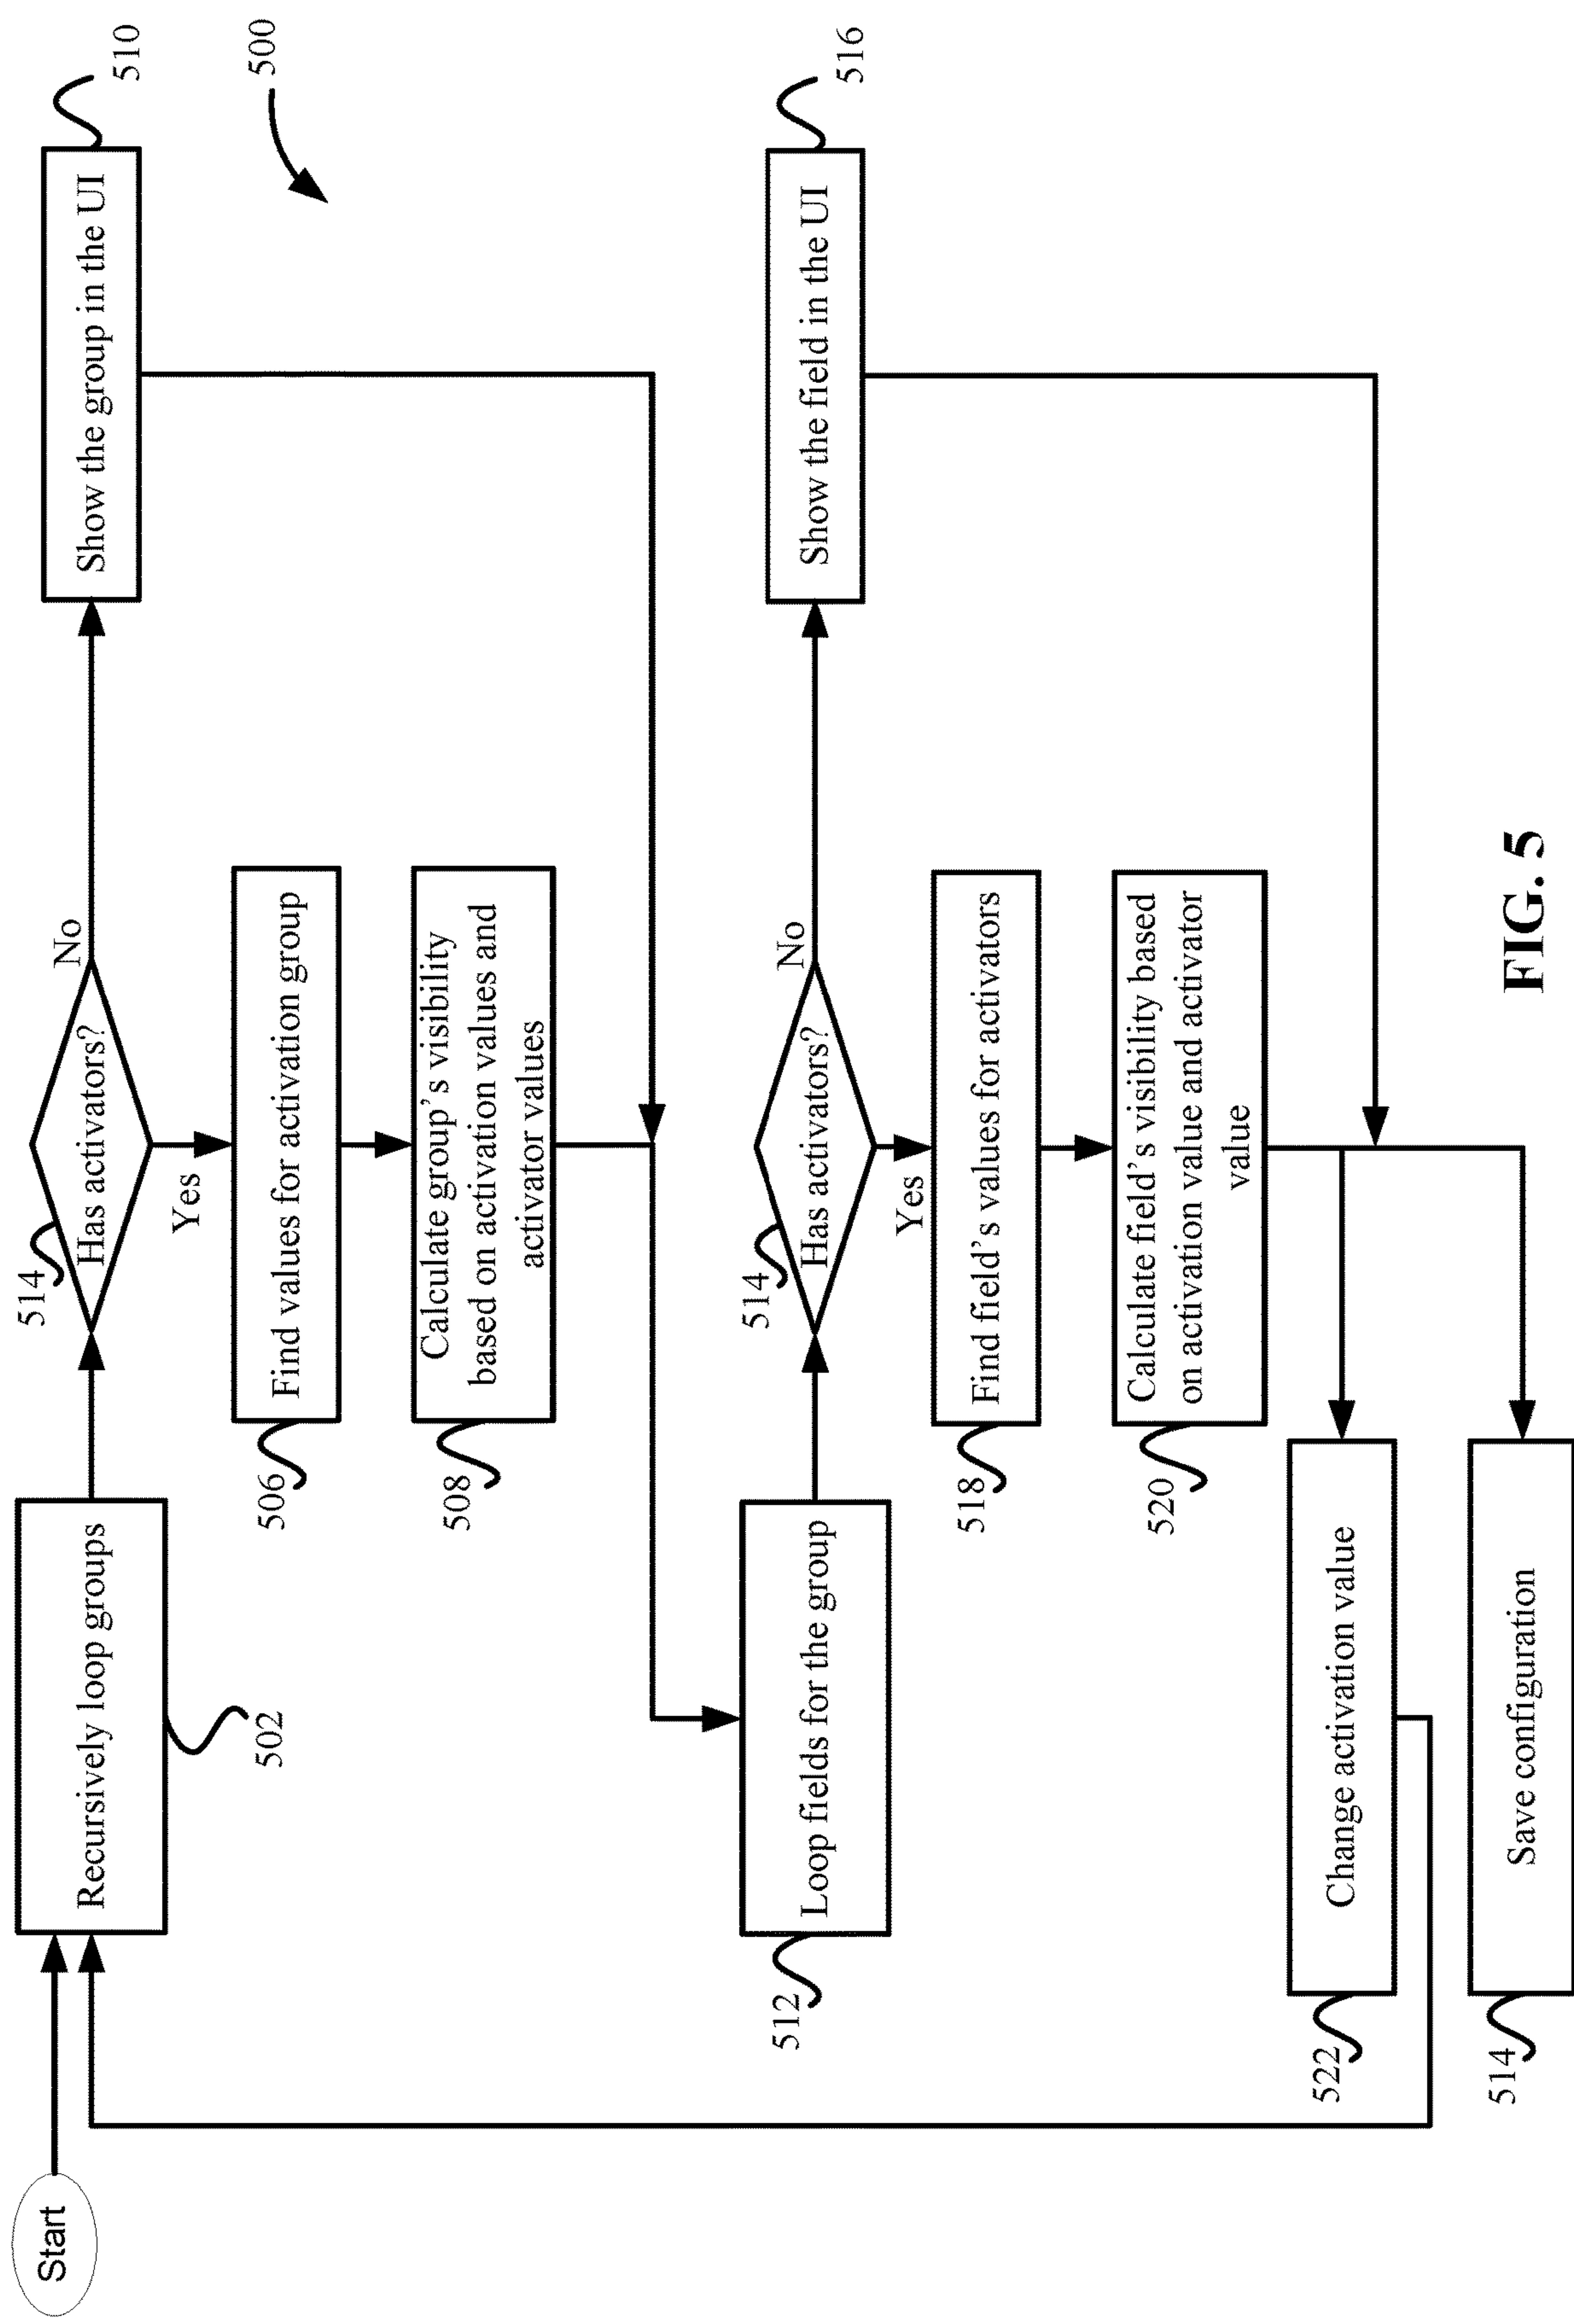 Start
Recursively loop groups
502
514
Has activators?
No
Yes
Show the group in the UI
510
500
506
Find values for activation group
508
Calculate group's visibility
based on activation values and
activator values
512
Loop fields for the group
514
Has activators?
No
Yes
Show the field in the UI
516
518
Find field's values for activators
520
Calculate field's visibility based
on activation value and activator
value
522
Change activation value
514
Save configuration
FIG. 5